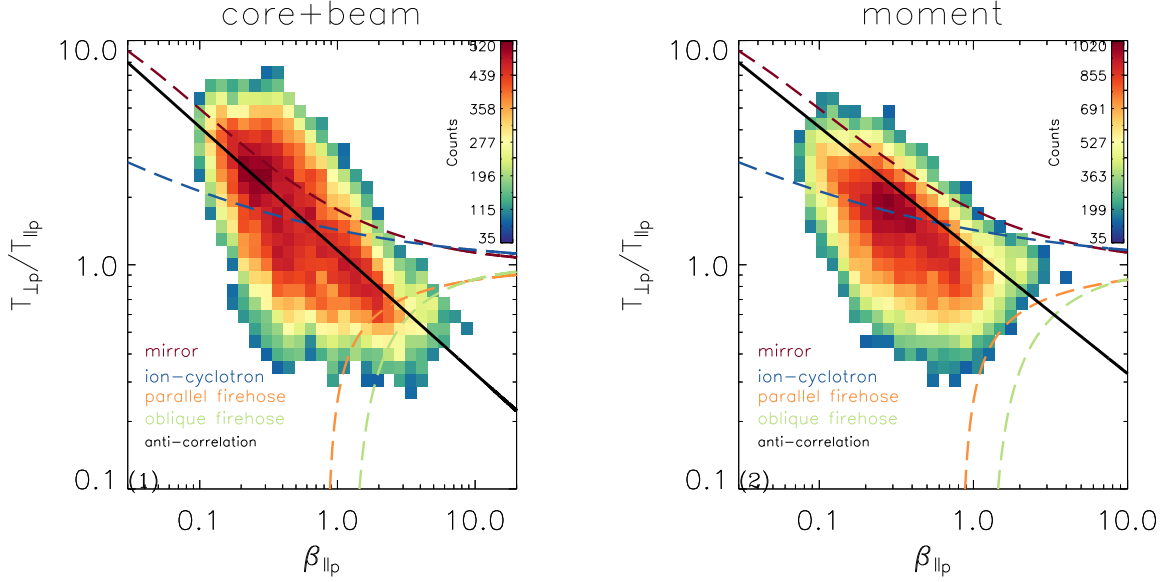 core+beam
10.0
1.0
0.1
T⊥p/T∥p
520
439
358
277
196
115
35
Counts
mirror
ion-cyclotron
parallel firehose
oblique firehose
anti-correlation
(1)
0.1
1.0
10.0
β∥p
moment
10.0
1.0
0.1
T⊥p/T∥p
1020
855
691
527
363
199
35
Counts
mirror
ion-cyclotron
parallel firehose
oblique firehose
anti-correlation
(2)
0.1
1.0
10.0
β∥p